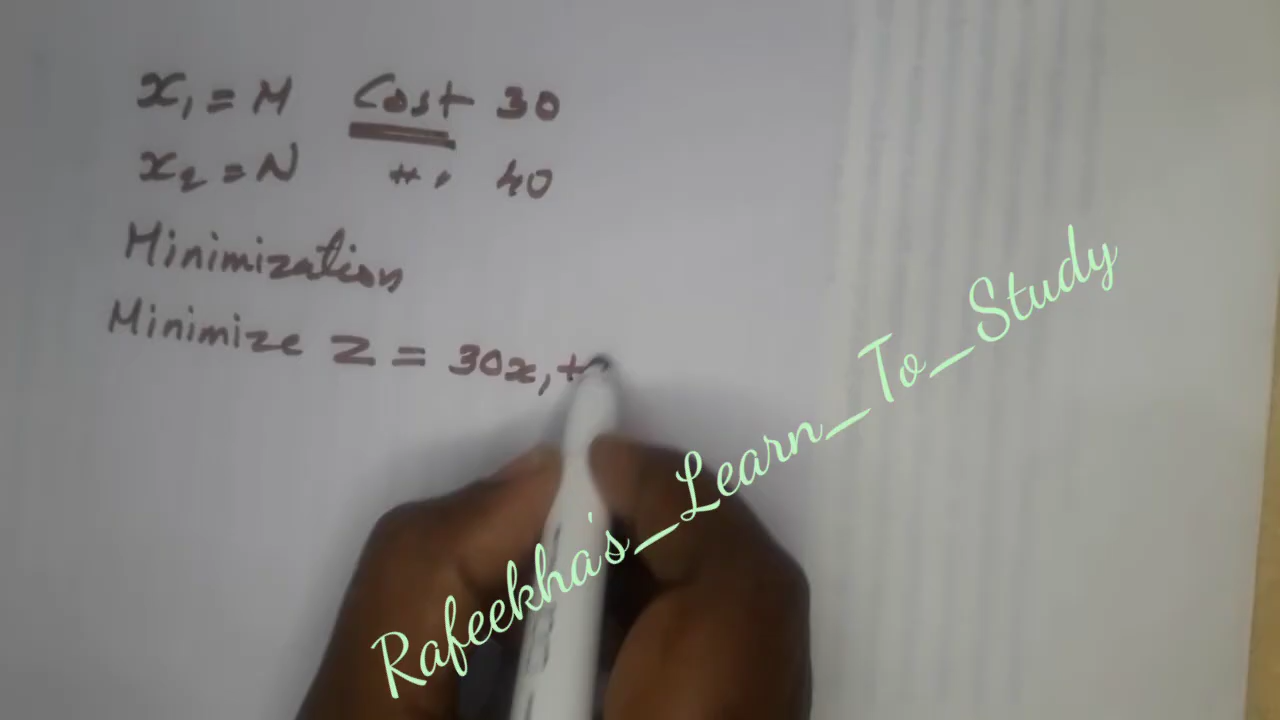 x₁ = M Cost 30
x₂ = N " , 40
Minimization
Minimize Z = 30x₁ +
Rafeekha's_Learn_To_Study